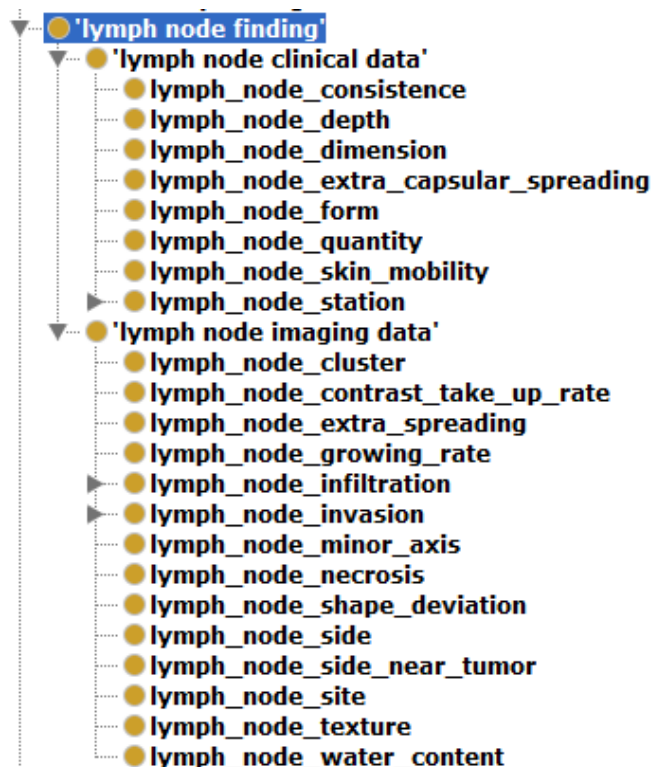 'lymph node finding'
'lymph node clinical data'
lymph_node_consistence
lymph_node_depth
lymph_node_dimension
lymph_node_extra_capsular_spreading
lymph_node_form
lymph_node_quantity
lymph_node_skin_mobility
lymph_node_station
'lymph node imaging data'
lymph_node_cluster
lymph_node_contrast_take_up_rate
lymph_node_extra_spreading
lymph_node_growing_rate
lymph_node_infiltration
lymph_node_invasion
lymph_node_minor_axis
lymph_node_necrosis
lymph_node_shape_deviation
lymph_node_side
lymph_node_side_near_tumor
lymph_node_site
lymph_node_texture
lymph_node_water_content